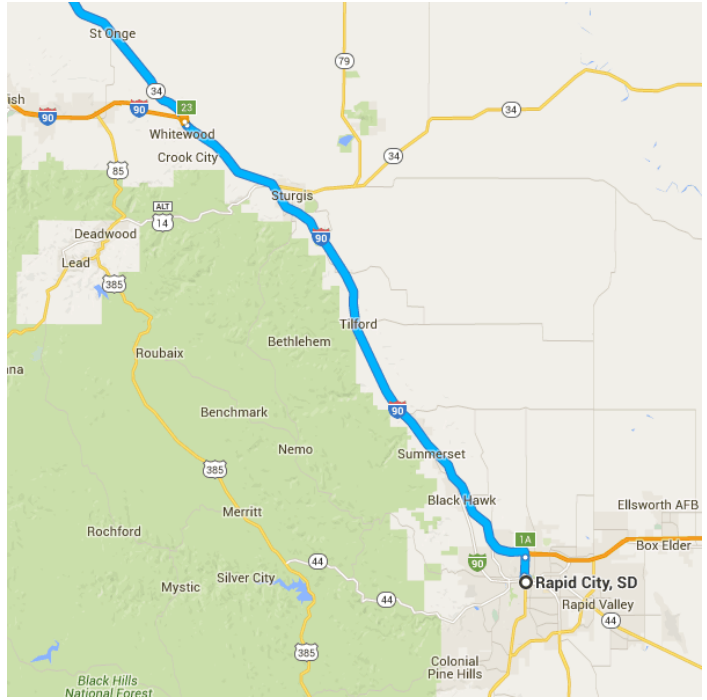 St Onge
79
34
23
34
ish
90
90
Whitewood
34
Crook City
85
Sturgis
ALT
14
Deadwood
90
Lead
385
Tilford
Bethlehem
Roubaix
ana
90
Benchmark
Nemo
Summerset
385
Black Hawk
Ellsworth AFB
Merritt
Rochford
1A
Box Elder
44
90
Silver City
Rapid City, SD
Mystic
44
Rapid Valley
44
385
Colonial
Pine Hills
Black Hills
National Forest